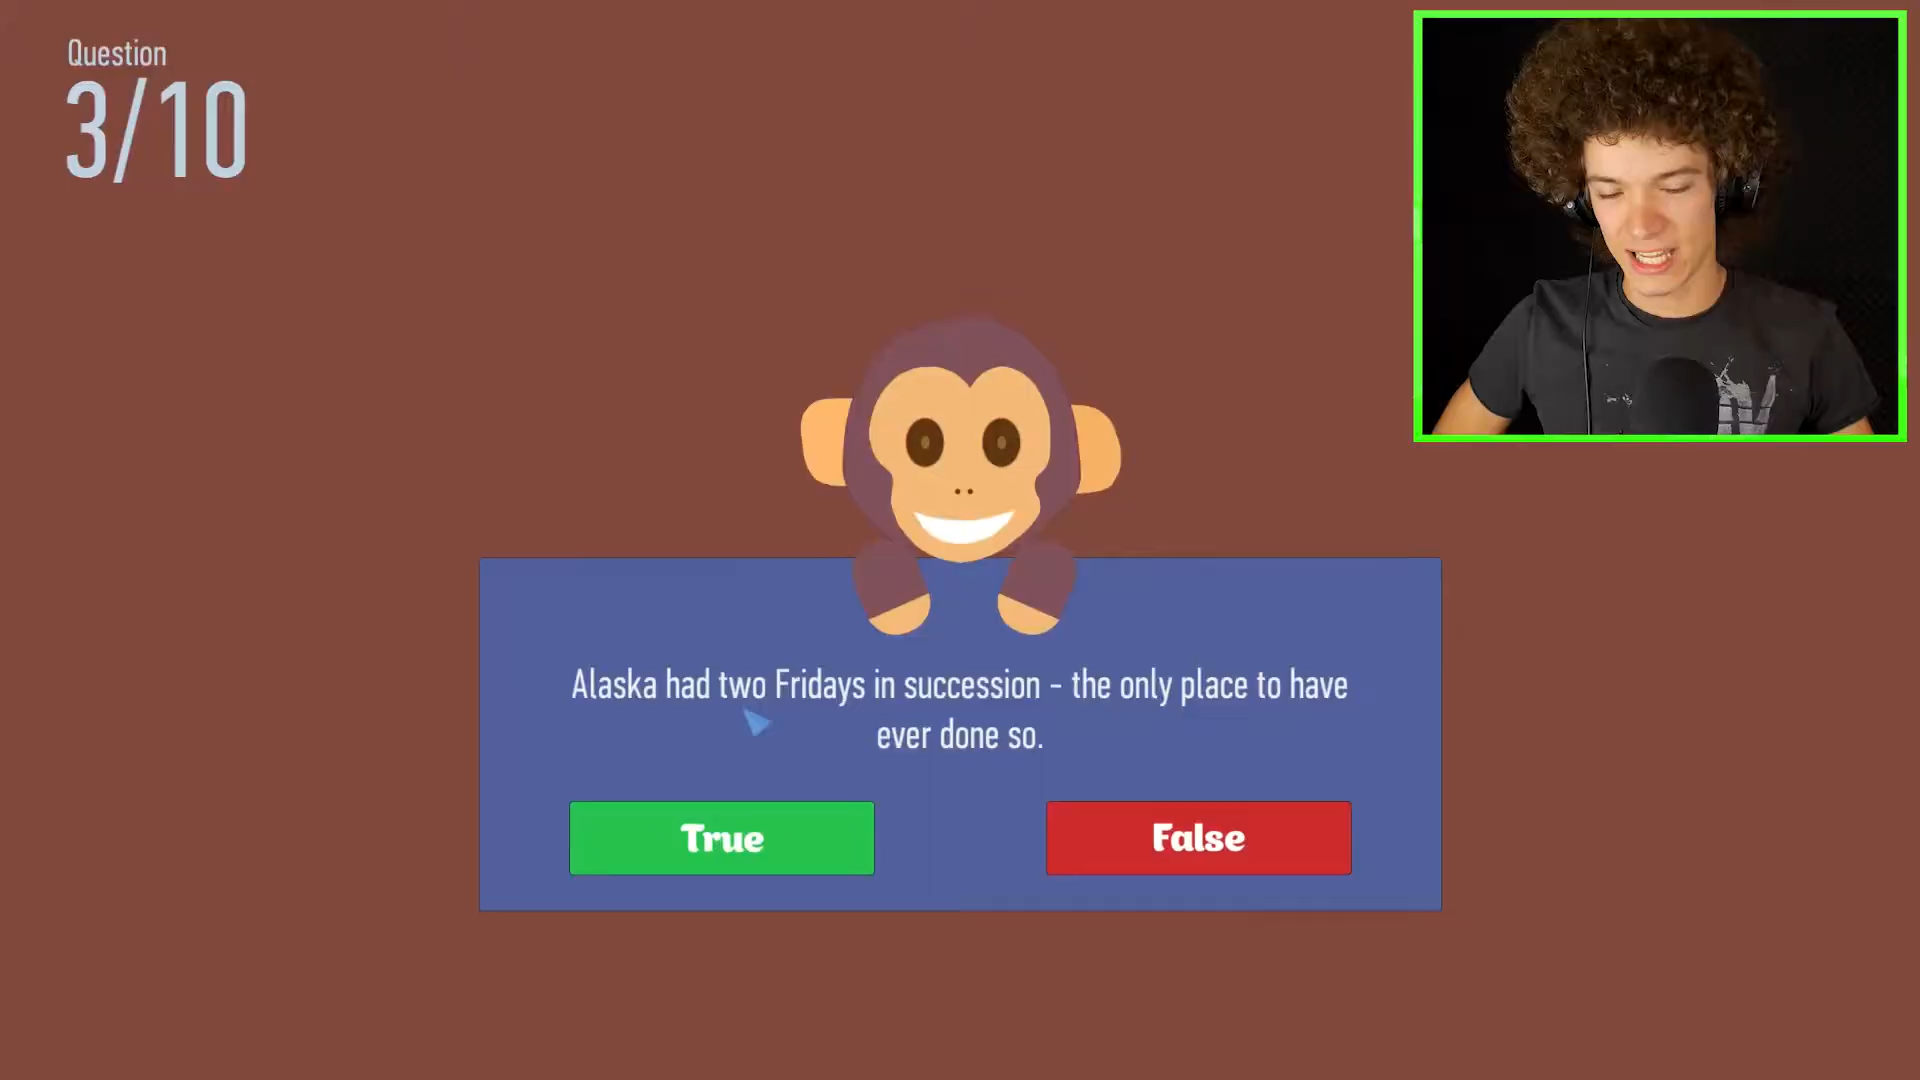 Question
3/10
Alaska had two Fridays in succession - the only place to have
ever done so.
True
False